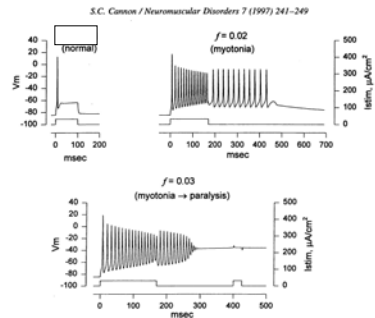 S.C. Cannon / Neuromuscular Disorders 7 (1997) 241–249
(normal)
f = 0.02
(myotonia)
Vm
40
20
0
-20
-40
-60
-80
-100
0 100 200
msec
0 100 200 300 400 500 600 700
msec
500
400
300
200
100
0
Istim, µA/cm²
f = 0.03
(myotonia → paralysis)
Vm
40
20
0
-20
-40
-60
-80
-100
0 100 200 300 400 500
msec
500
400
300
200
100
0
Istim, µA/cm²